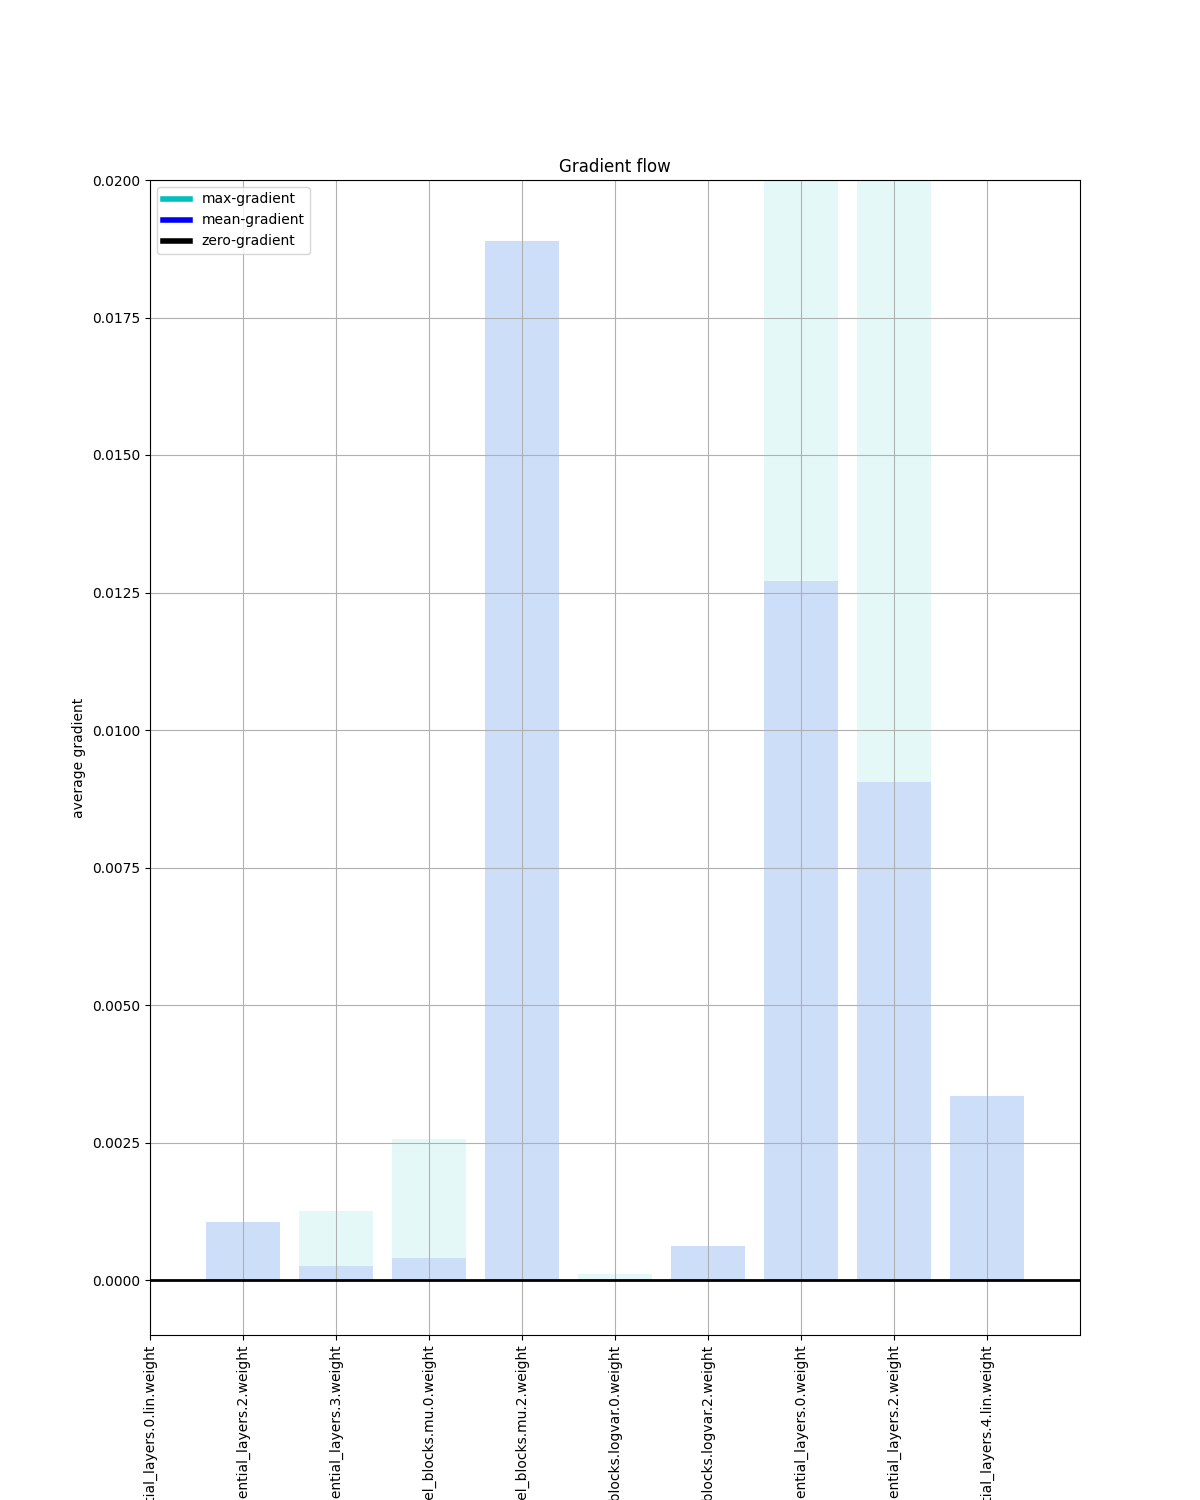 Gradient flow
max-gradient
mean-gradient
zero-gradient
0.0200
0.0175
0.0150
0.0125
0.0100
0.0075
0.0050
0.0025
0.0000
average gradient
tial_layers.0.lin.weight
ential_layers.2.weight
ential_layers.3.weight
el_blocks.mu.0.weight
el_blocks.mu.2.weight
blocks.logvar.0.weight
blocks.logvar.2.weight
ential_layers.0.weight
ential_layers.2.weight
tial_layers.4.lin.weight